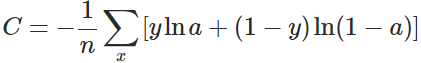 C = −\frac{1}{n} \sum_{x} [y ln a + (1 − y) ln(1 − a)]